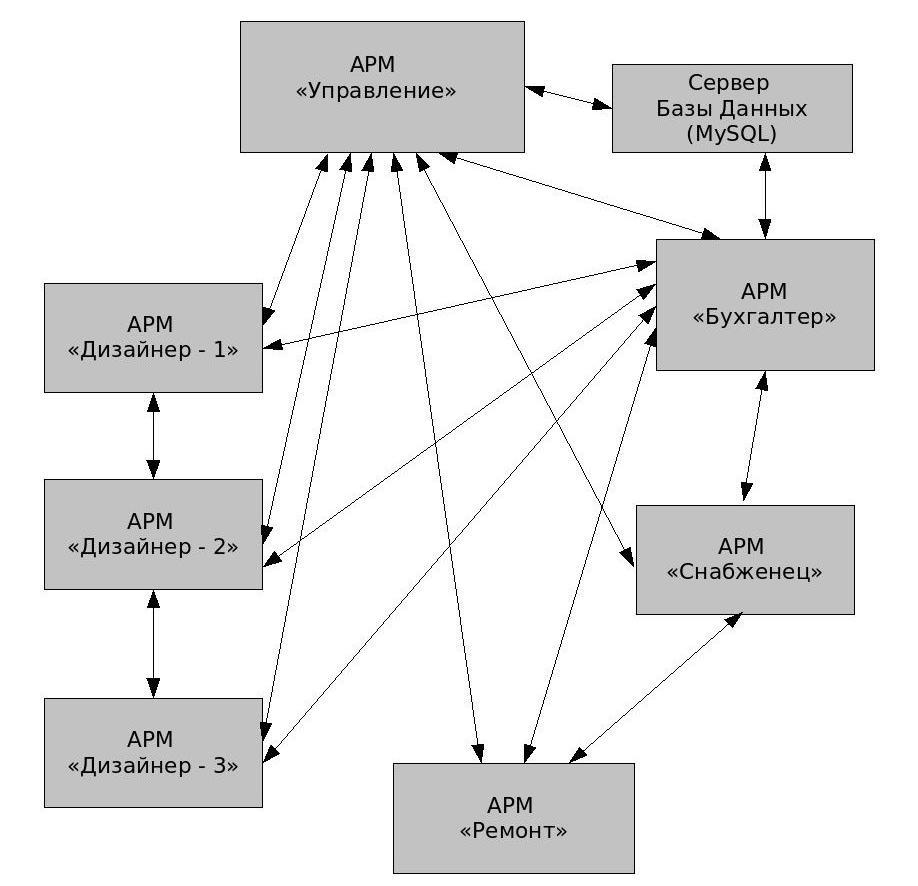 АРМ
«Управление»
Сервер
Базы Данных
(MySQL)
АРМ
«Бухгалтер»
АРМ
«Дизайнер - 1»
АРМ
«Дизайнер - 2»
АРМ
«Снабженец»
АРМ
«Дизайнер - 3»
АРМ
«Ремонт»